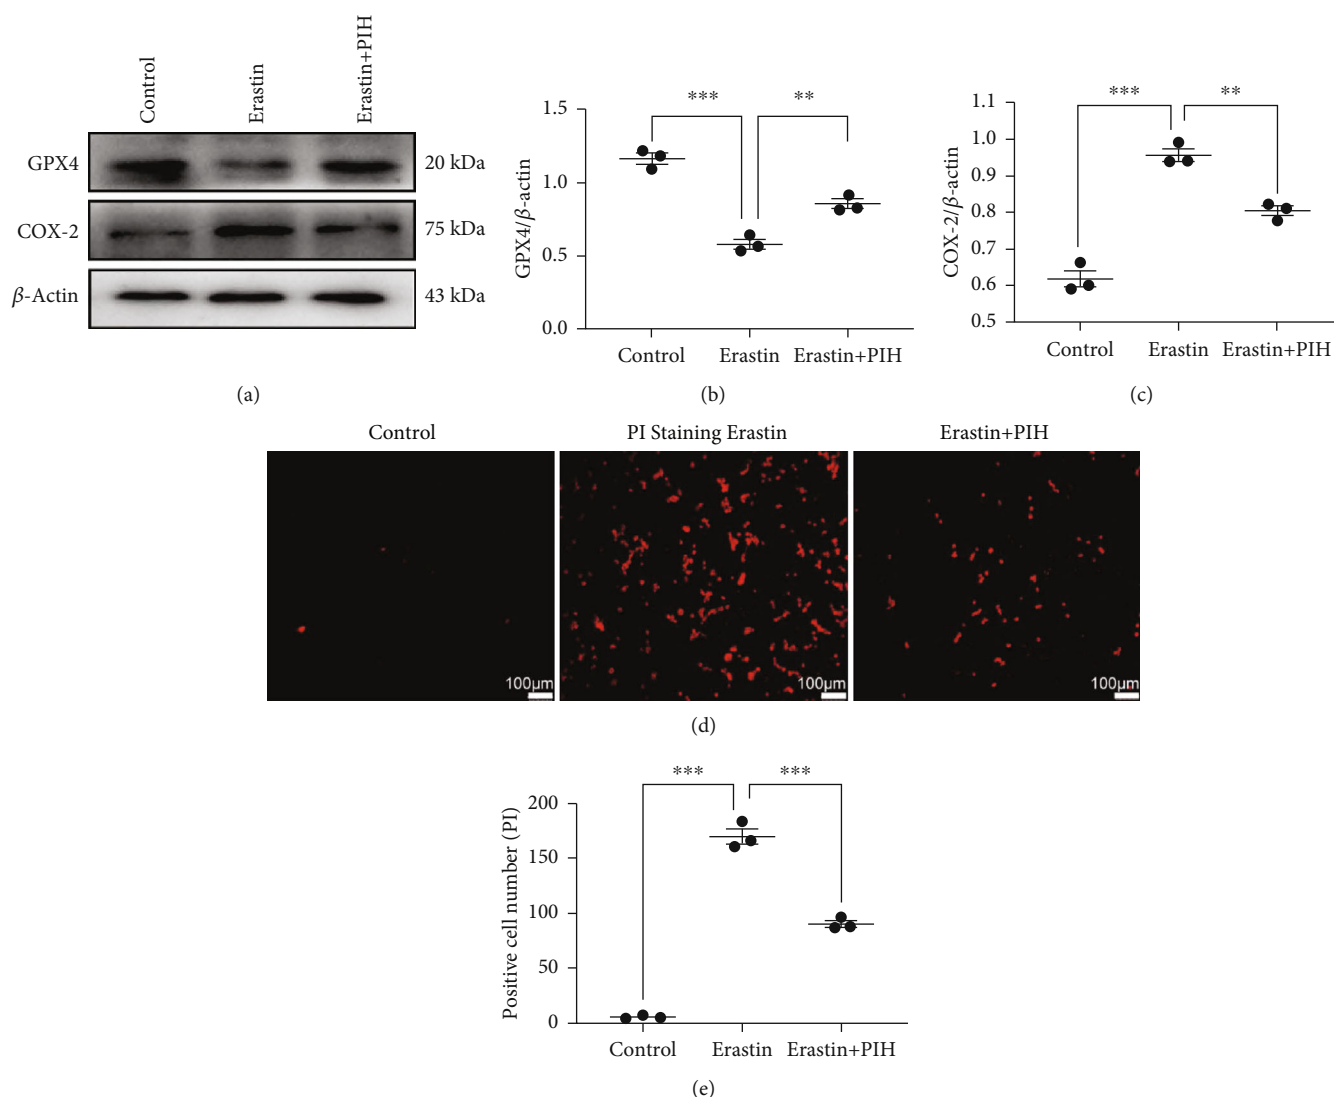 Control
Erastin
Erastin+PIH
GPX4
20 kDa
COX-2
75 kDa
β-Actin
43 kDa
(a)
***
**
GPX4/β-actin
1.5
1.0
0.5
0.0
Control
Erastin
Erastin+PIH
(b)
***
**
COX-2/β-actin
1.1
1.0
0.9
0.8
0.7
0.6
0.5
Control
Erastin
Erastin+PIH
(c)
Control
PI Staining Erastin
Erastin+PIH
100μm
100μm
100μm
(d)
***
***
Positive cell number (PI)
200
150
100
50
0
Control
Erastin
Erastin+PIH
(e)